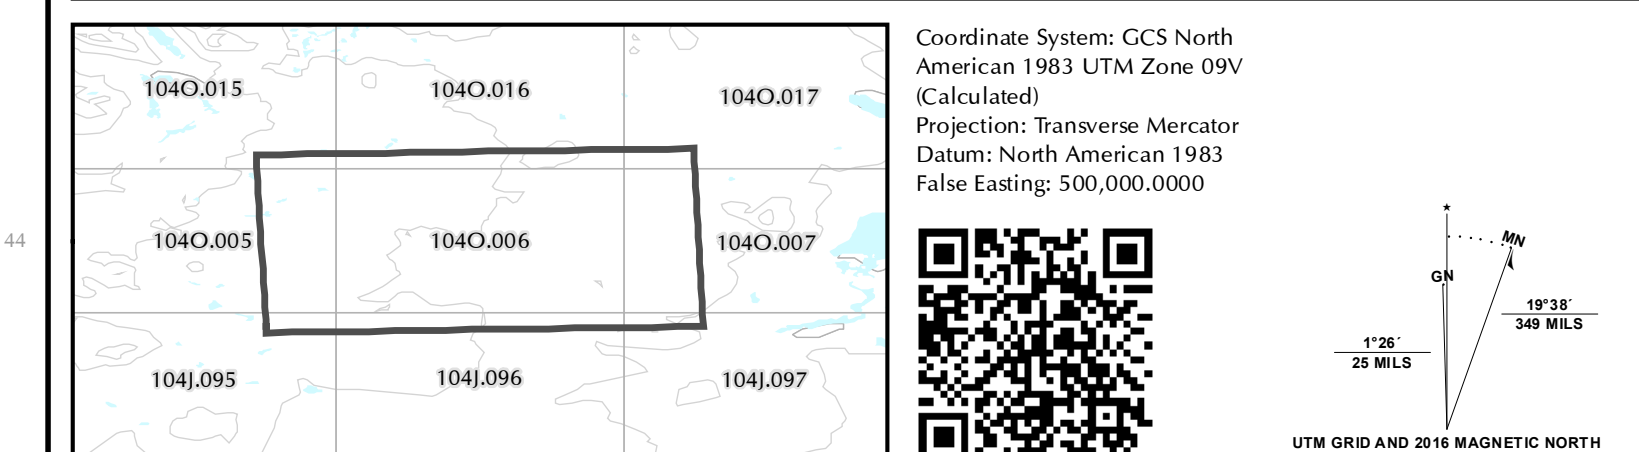 44
104O.015
104O.016
104O.017
104O.005
104O.006
104O.007
104J.095
104J.096
104J.097
Coordinate System: GCS North
American 1983 UTM Zone 09V
(Calculated)
Projection: Transverse Mercator
Datum: North American 1983
False Easting: 500,000.0000
MN
GN
19°38´
349 MILS
1°26´
25 MILS
UTM GRID AND 2016 MAGNETIC NORTH